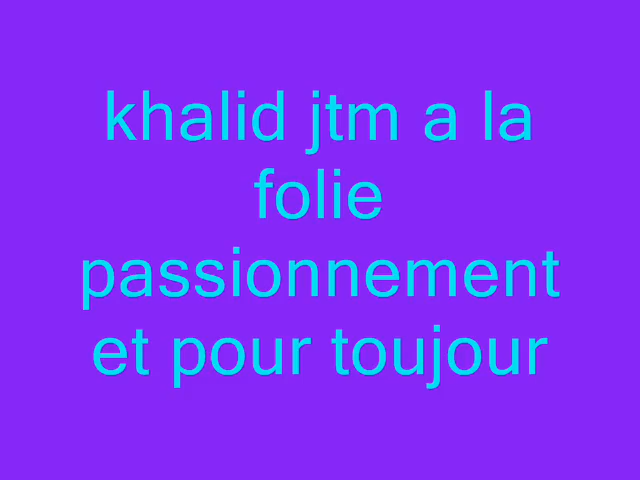 khalid jtm a la
folie
passionnement
et pour toujour